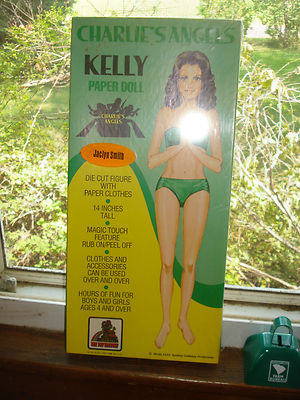 CHARLIE'S ANGELS
KELLY
PAPER DOLL
CHARLIE'S
ANGELS
Jaclyn Smith
DIE CUT FIGURE
WITH
PAPER CLOTHES
•
14 INCHES
TALL
•
MAGIC TOUCH
FEATURE
RUB ON/PEEL OFF
•
CLOTHES AND
ACCESSORIES
CAN BE USED
OVER AND OVER
•
HOURS OF FUN FOR
BOYS AND GIRLS
AGES 4 AND OVER